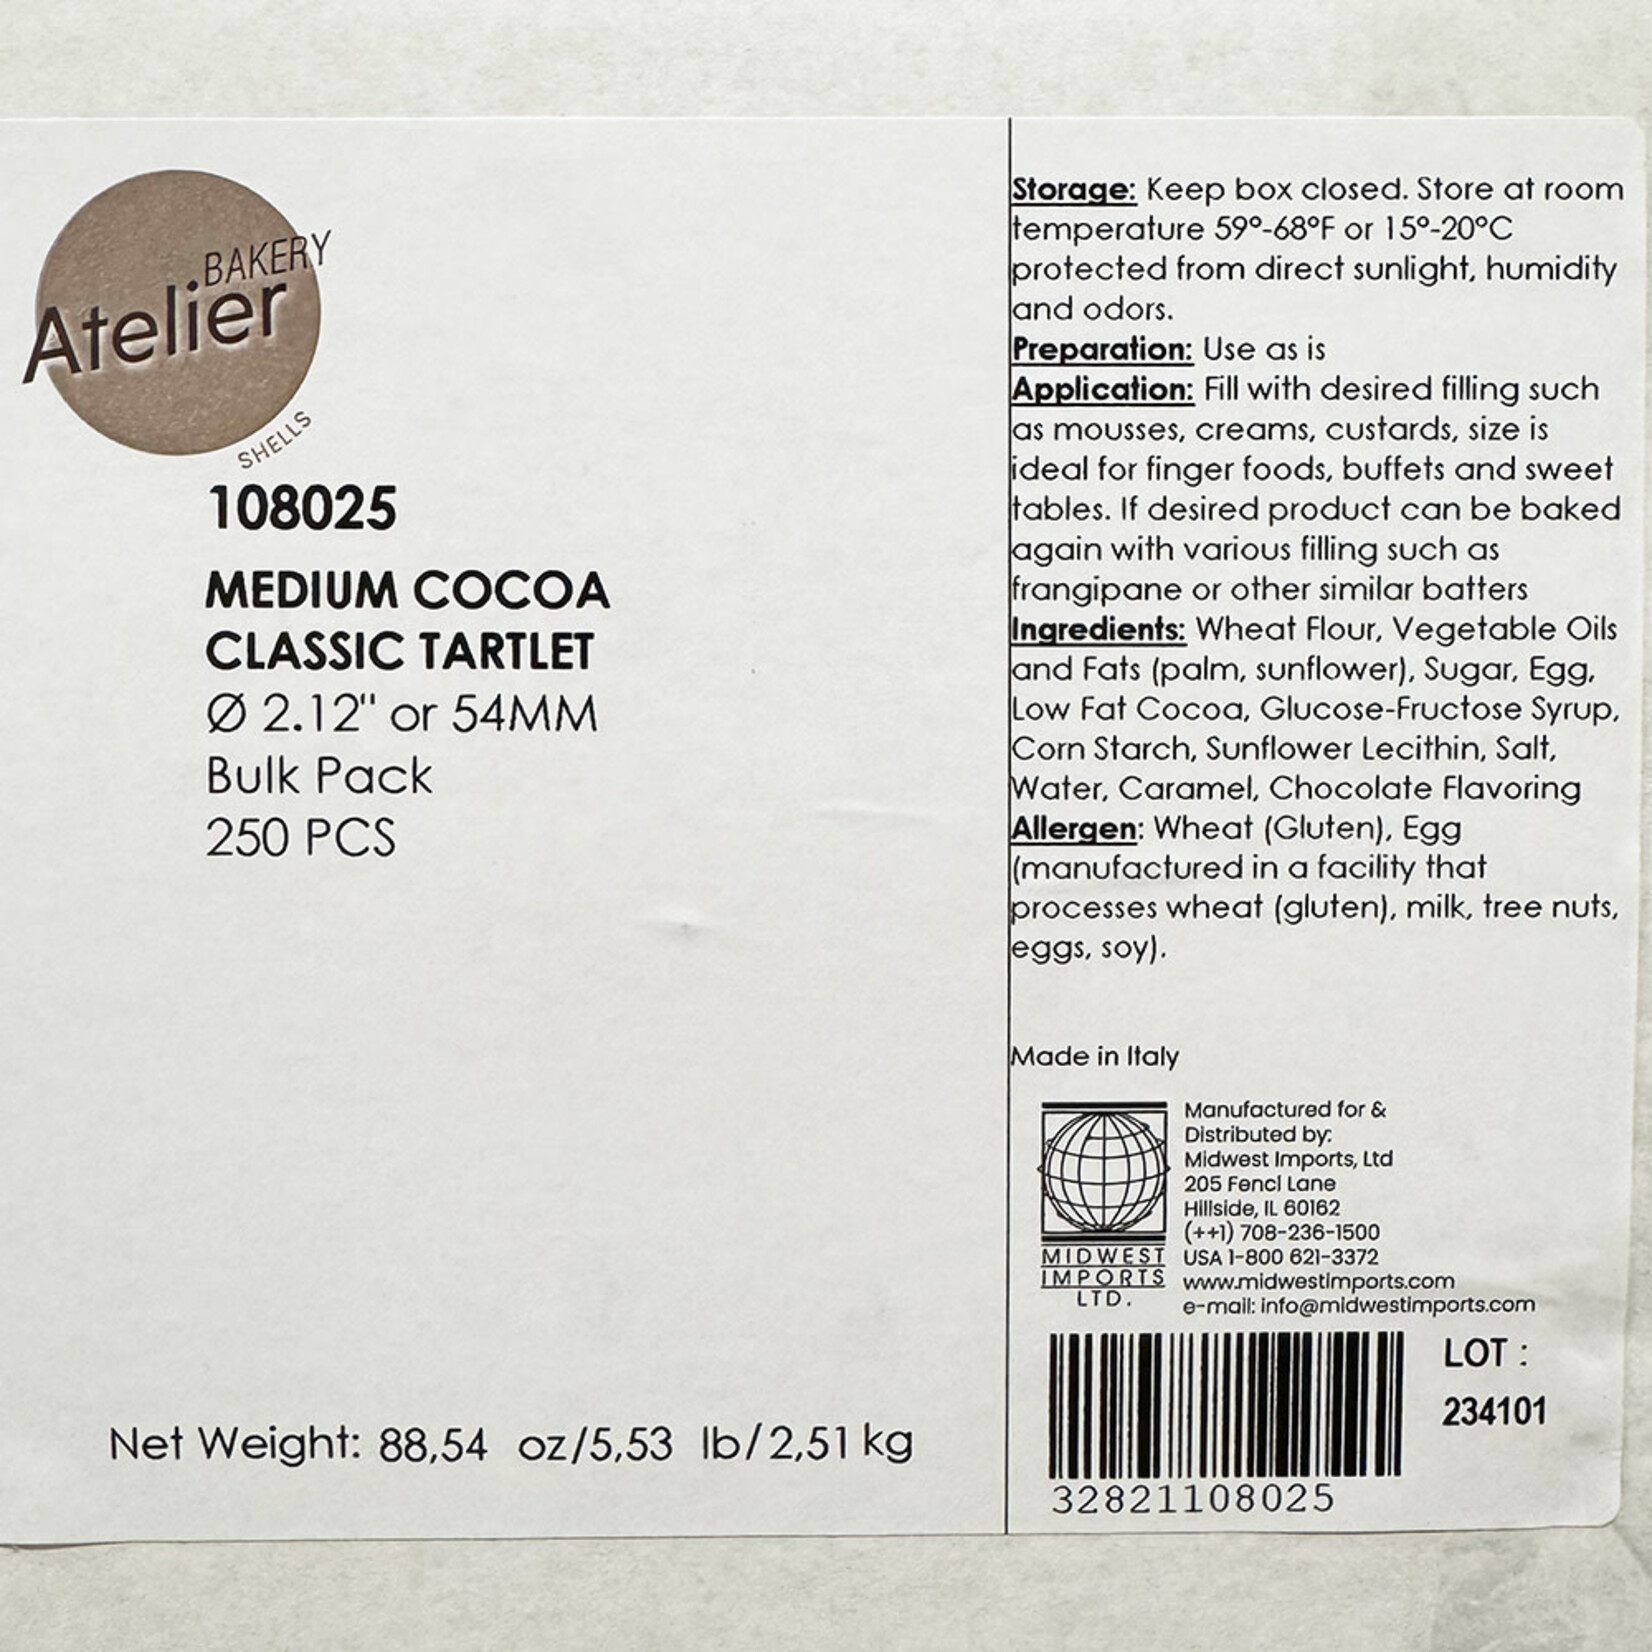 BAKERY
Atelier
SHELLS
108025
MEDIUM COCOA
CLASSIC TARTLET
Ø 2.12" or 54MM
Bulk Pack
250 PCS
Net Weight: 88,54 oz/5,53 lb/2,51 kg
Storage: Keep box closed. Store at room
temperature 59°-68°F or 15°-20°C
protected from direct sunlight, humidity
and odors.
Preparation: Use as is
Application: Fill with desired filling such
as mousses, creams, custards, size is
ideal for finger foods, buffets and sweet
tables. If desired product can be baked
again with various filling such as
frangipane or other similar batters
Ingredients: Wheat Flour, Vegetable Oils
and Fats (palm, sunflower), Sugar, Egg,
Low Fat Cocoa, Glucose-Fructose Syrup,
Corn Starch, Sunflower Lecithin, Salt,
Water, Caramel, Chocolate Flavoring
Allergen: Wheat (Gluten), Egg
(manufactured in a facility that
processes wheat (gluten), milk, tree nuts,
eggs, soy).
Made in Italy
MIDWEST
IMPORTS
LTD.
Manufactured for &
Distributed by:
Midwest Imports, Ltd
205 Fencl Lane
Hillside, IL 60162
(++1) 708-236-1500
USA 1-800 621-3372
www.midwestimports.com
e-mail: info@midwestimports.com
LOT :
234101
32821108025